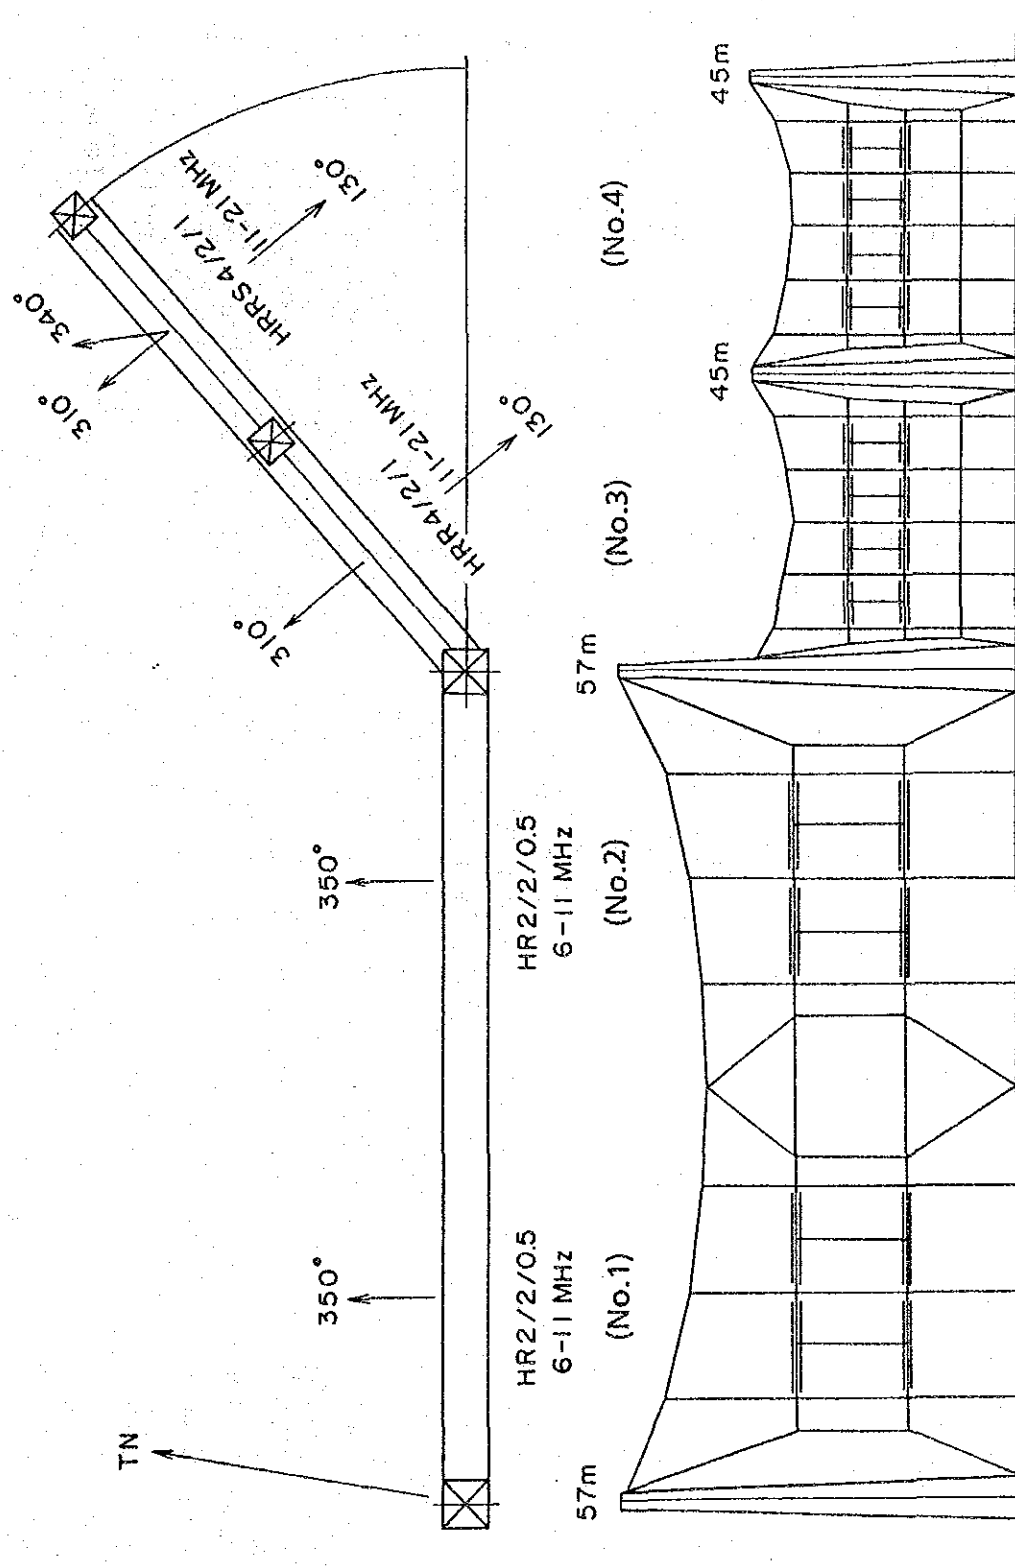 TN
350°
350°
310°
310°
340°
HR2/2/0.5
6-11 MHz
(No.1)
HR2/2/0.5
6-11 MHz
(No.2)
HRR4/2/1
11-21MHz
130°
(No.3)
HRRS4/2/1
11-21MHz
130°
(No.4)
57m
57m
45m
45m